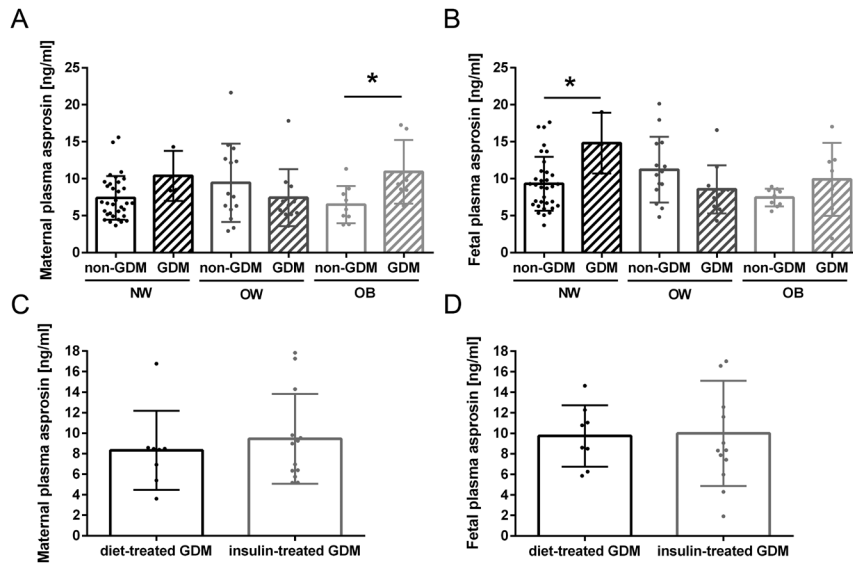 A
Maternal plasma asprosin [ng/ml]
25
20
15
10
5
0
*
non-GDM GDM non-GDM GDM non-GDM GDM
NW OW OB
B
Fetal plasma asprosin [ng/ml]
25
20
15
10
5
0
*
non-GDM GDM non-GDM GDM non-GDM GDM
NW OW OB
C
Maternal plasma asprosin [ng/ml]
18
16
14
12
10
8
6
4
2
0
diet-treated GDM insulin-treated GDM
D
Fetal plasma asprosin [ng/ml]
18
16
14
12
10
8
6
4
2
0
diet-treated GDM insulin-treated GDM